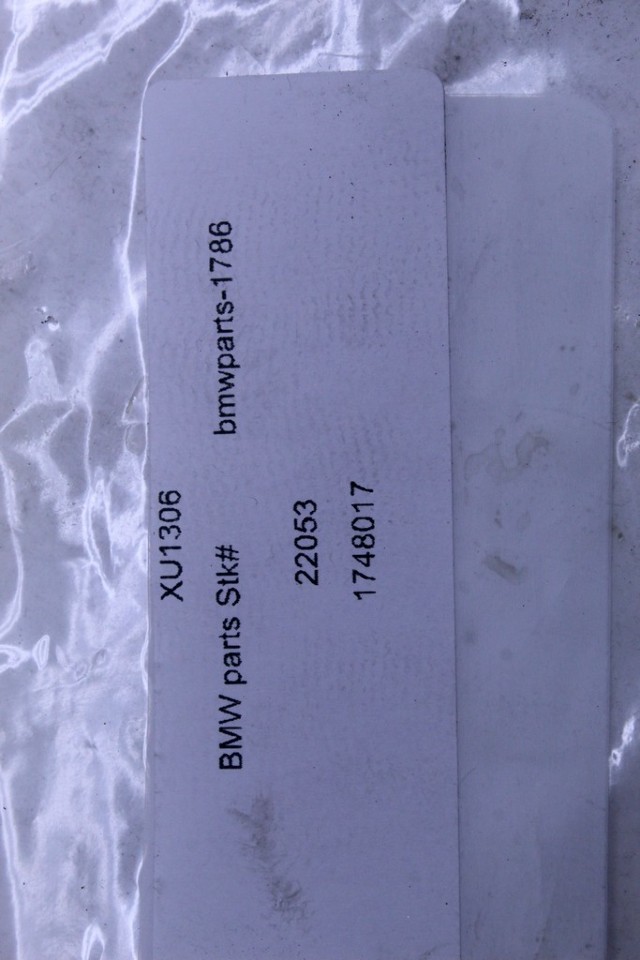 XU1306
BMW parts Stk# bmwparts-1786
22053
1748017